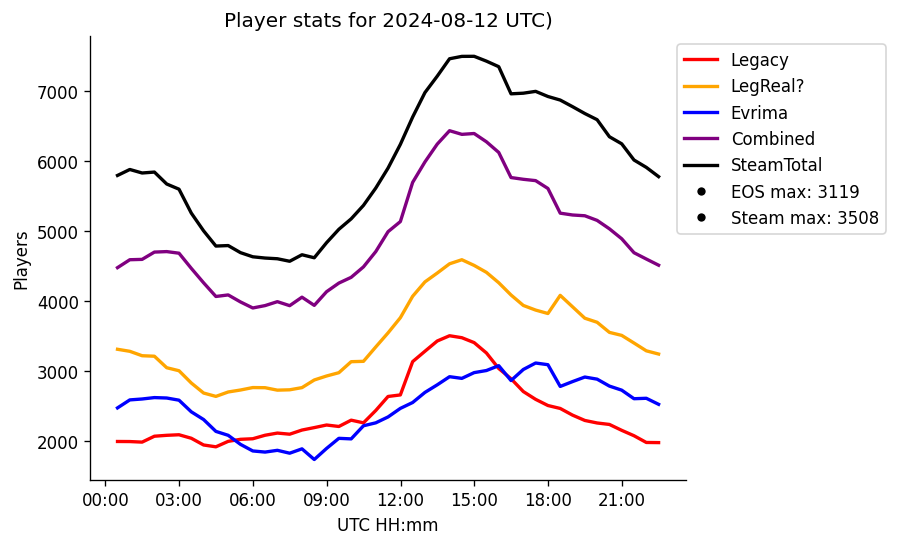 Player stats for 2024-08-12 UTC)
Legacy
LegReal?
Evrima
Combined
SteamTotal
EOS max: 3119
Steam max: 3508
Players
7000
6000
5000
4000
3000
2000
00:00 03:00 06:00 09:00 12:00 15:00 18:00 21:00
UTC HH:mm